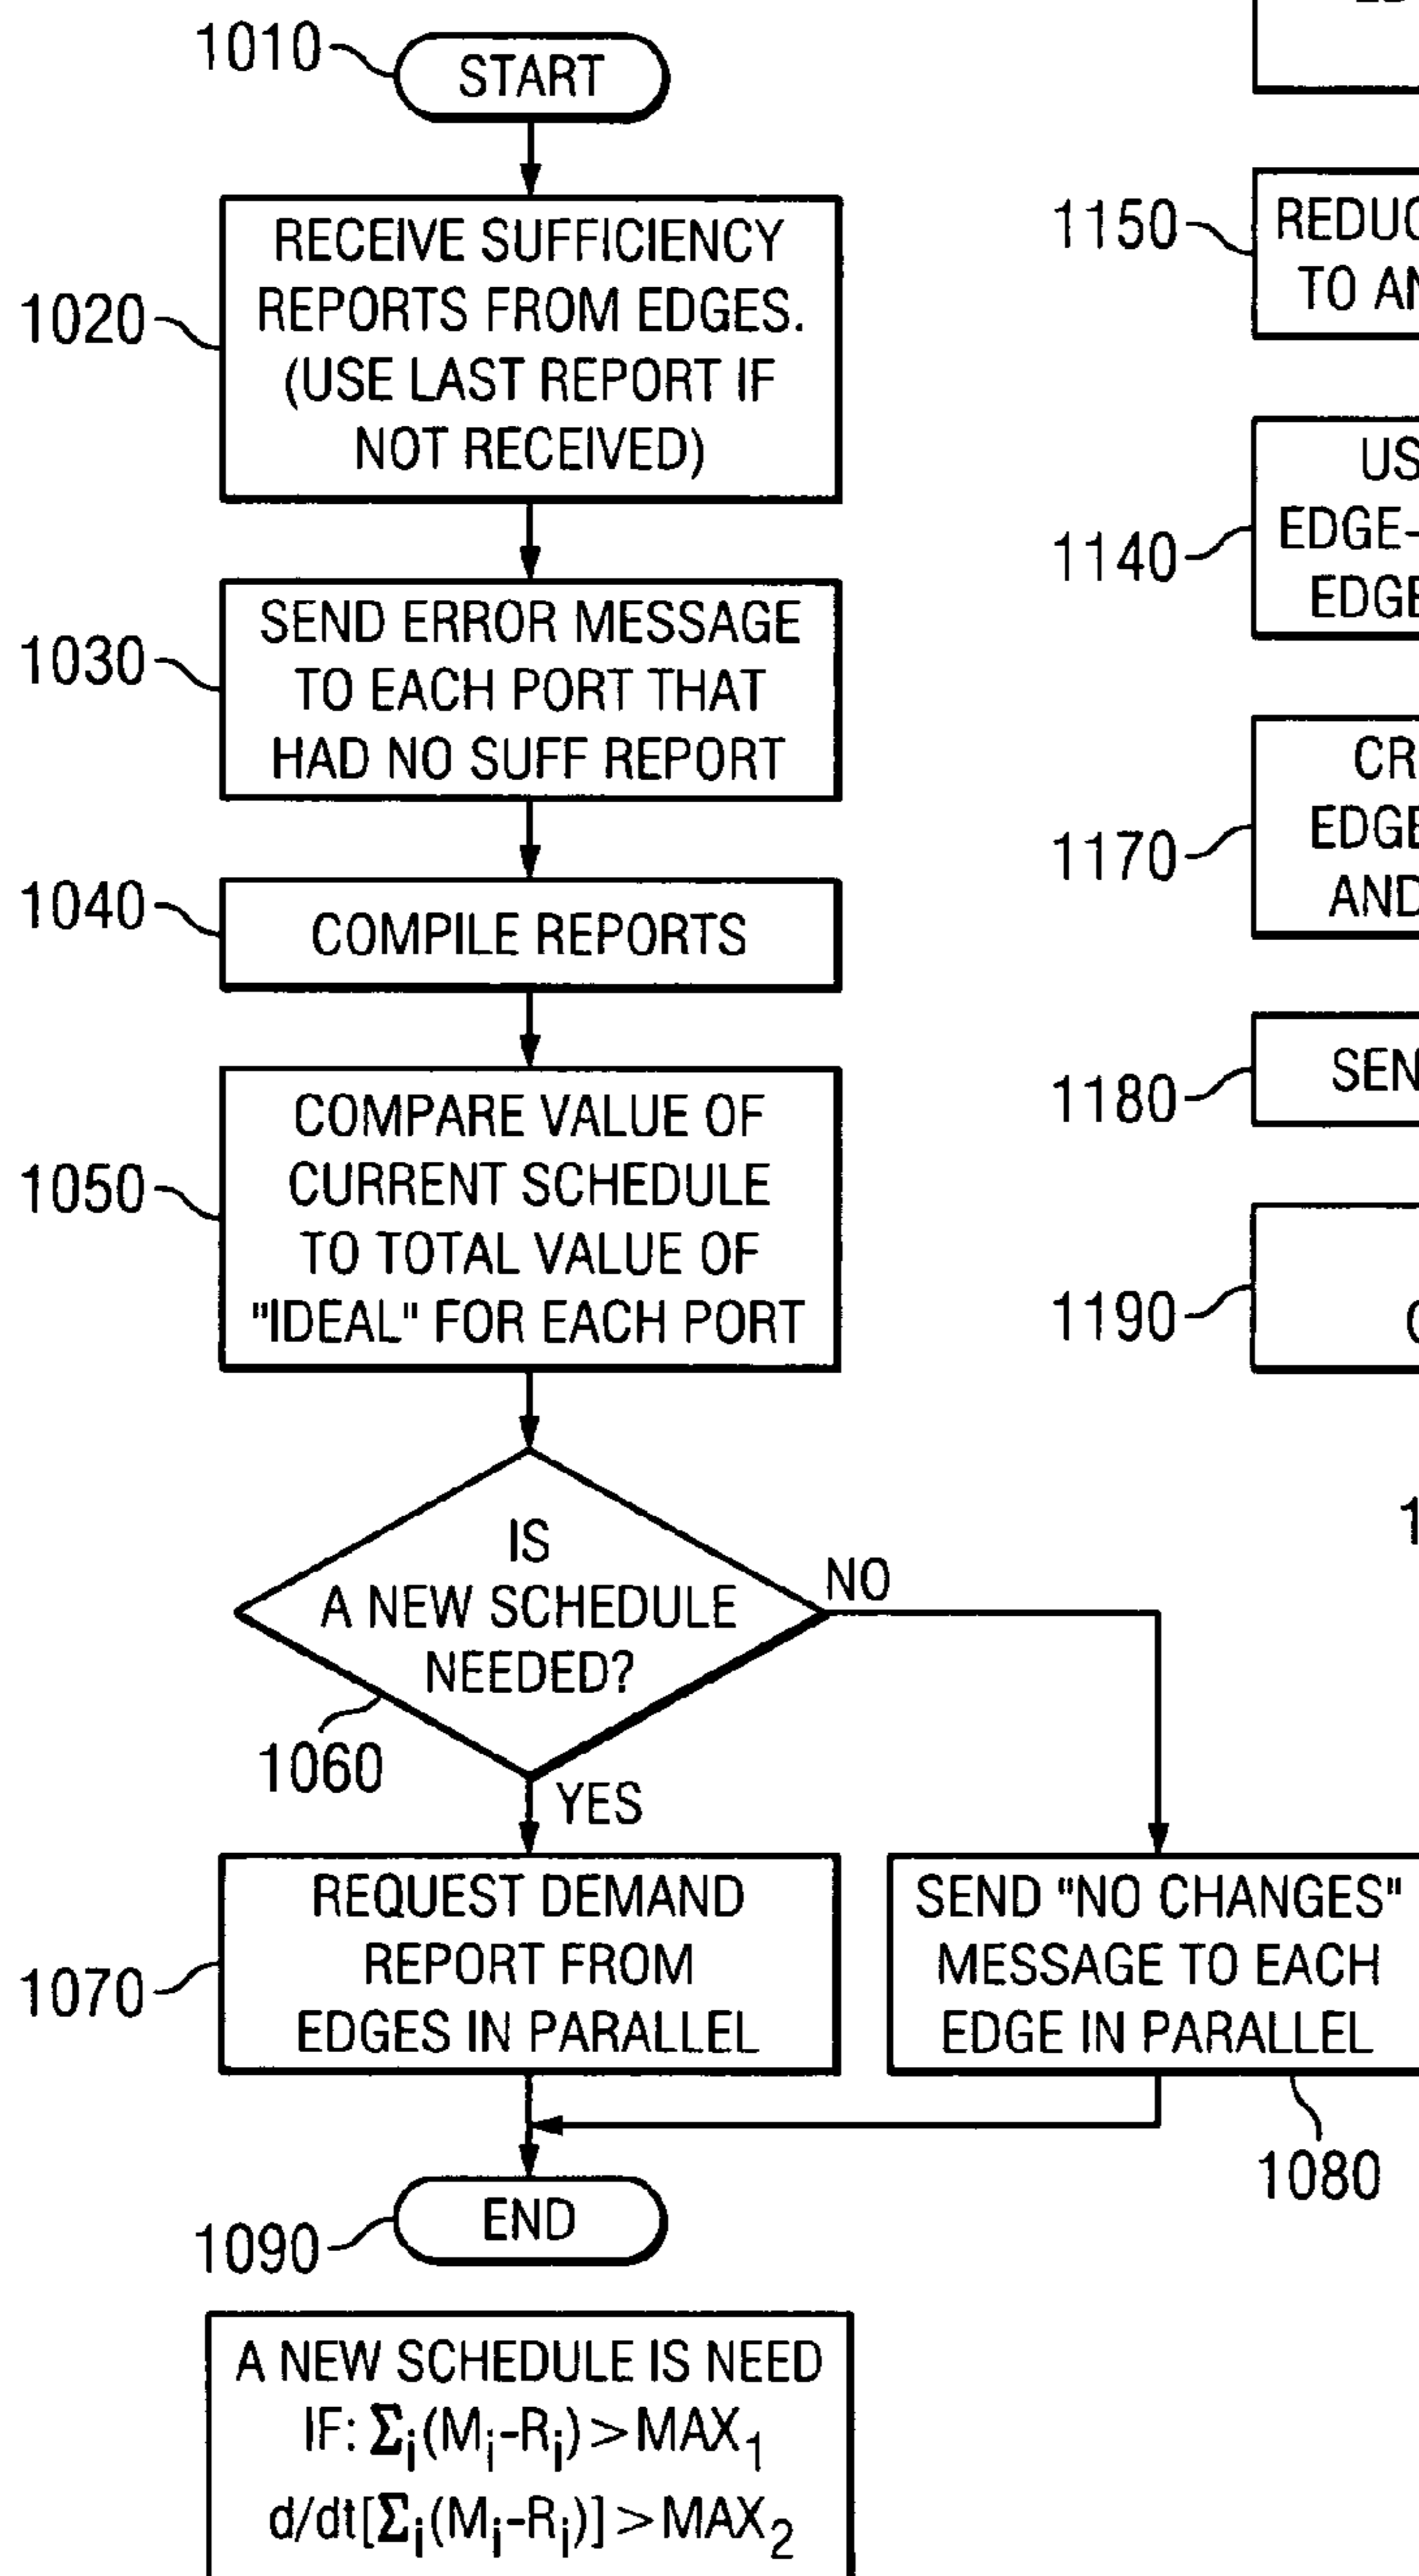 1010
START
1020
RECEIVE SUFFICIENCY
REPORTS FROM EDGES.
(USE LAST REPORT IF
NOT RECEIVED)
1030
SEND ERROR MESSAGE
TO EACH PORT THAT
HAD NO SUFF REPORT
1040
COMPILE REPORTS
1050
COMPARE VALUE OF
CURRENT SCHEDULE
TO TOTAL VALUE OF
"IDEAL" FOR EACH PORT
IS
A NEW SCHEDULE
NEEDED?
1060
NO
YES
1070
REQUEST DEMAND
REPORT FROM
EDGES IN PARALLEL
SEND "NO CHANGES"
MESSAGE TO EACH
EDGE IN PARALLEL
1080
END
1090
A NEW SCHEDULE IS NEED
IF: Σᵢ(Mᵢ-Rᵢ)>MAX₁
d/dt[Σᵢ(Mᵢ-Rᵢ)]>MAX₂
1150
TO
1140
1170
1180
1190